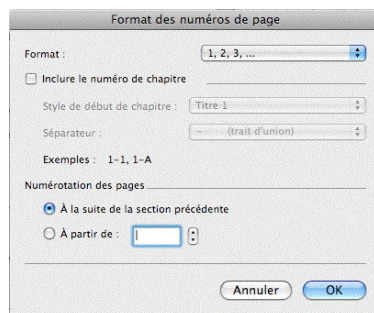 Format des numéros de page
Format : 1, 2, 3, ...
Inclure le numéro de chapitre
Style de début de chapitre : Titre 1
Séparateur : - (trait d'union)
Exemples : 1-1, 1-A
Numérotation des pages
À la suite de la section précédente
À partir de :
Annuler OK